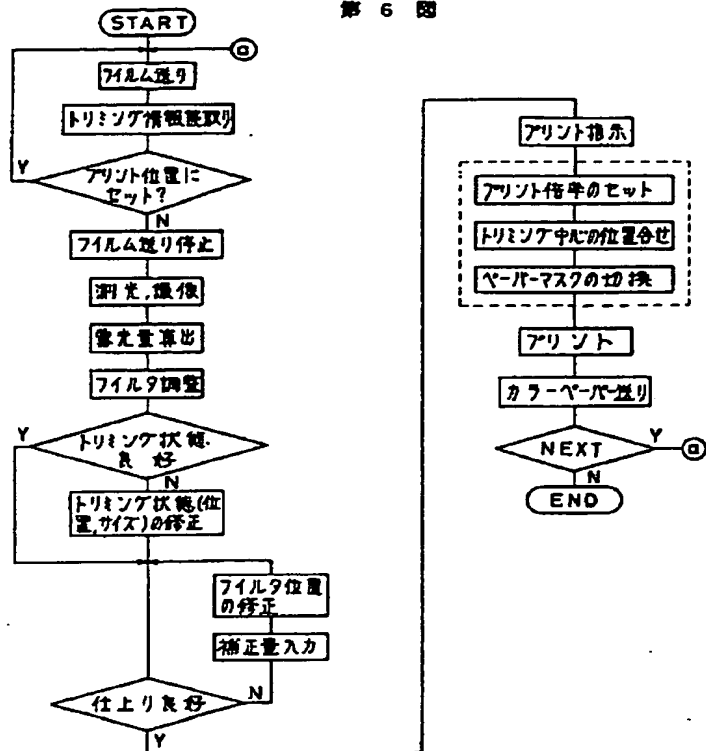 第 6 図
START
a
フイルム送り
トリミング情報読取り
Y
プリント位置に
セット?
N
フイルム送り停止
測光,撮像
露光量算出
フイルタ調整
Y
トリミング状態
良 好
N
トリミング状態(位
置,サイズ)の修正
フイルタ位置
の修正
補正量入力
仕上り良好
N
Y
プリント指示
プリント倍率のセット
トリミング中心の位置合せ
ペーパーマスクの切換
プリント
カラーペーパー送り
NEXT
Y
a
N
END